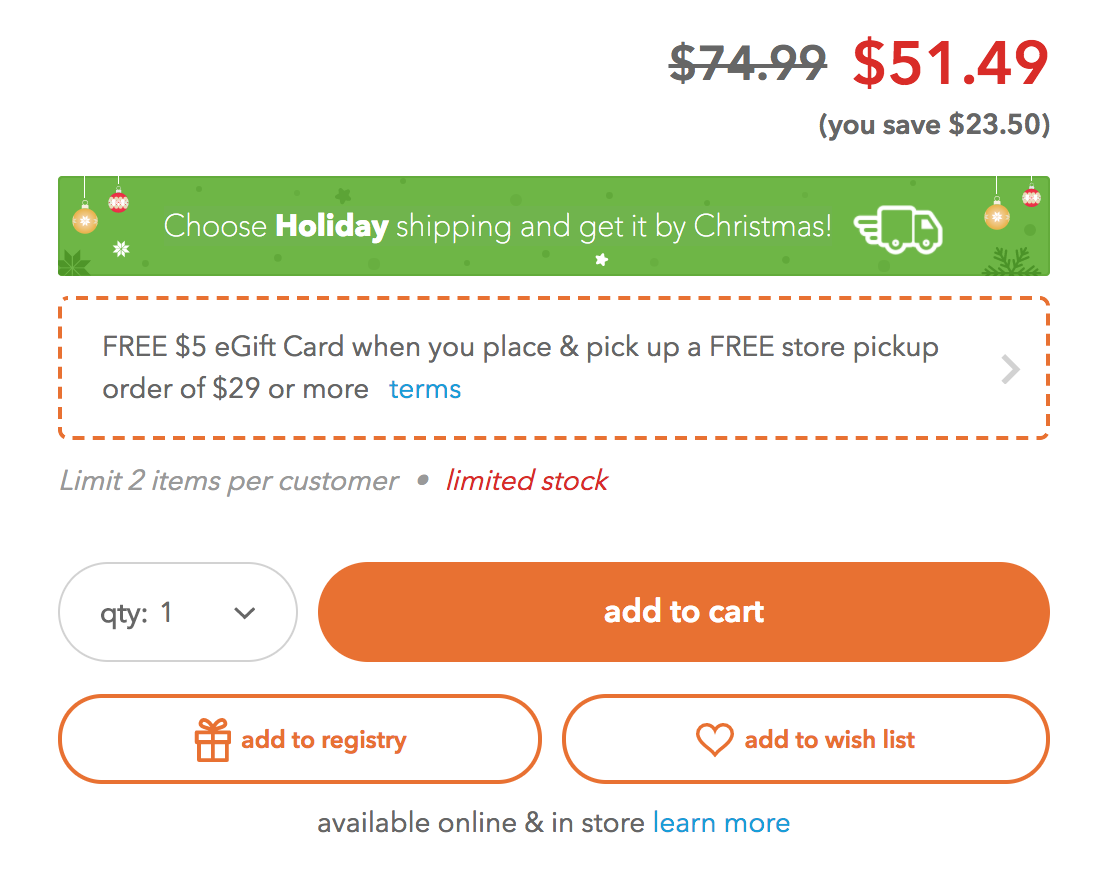 $74.99 $51.49
(you save $23.50)
Choose Holiday shipping and get it by Christmas!
FREE $5 eGift Card when you place & pick up a FREE store pickup
order of $29 or more terms
Limit 2 items per customer • limited stock
qty: 1
add to cart
add to registry
add to wish list
available online & in store learn more